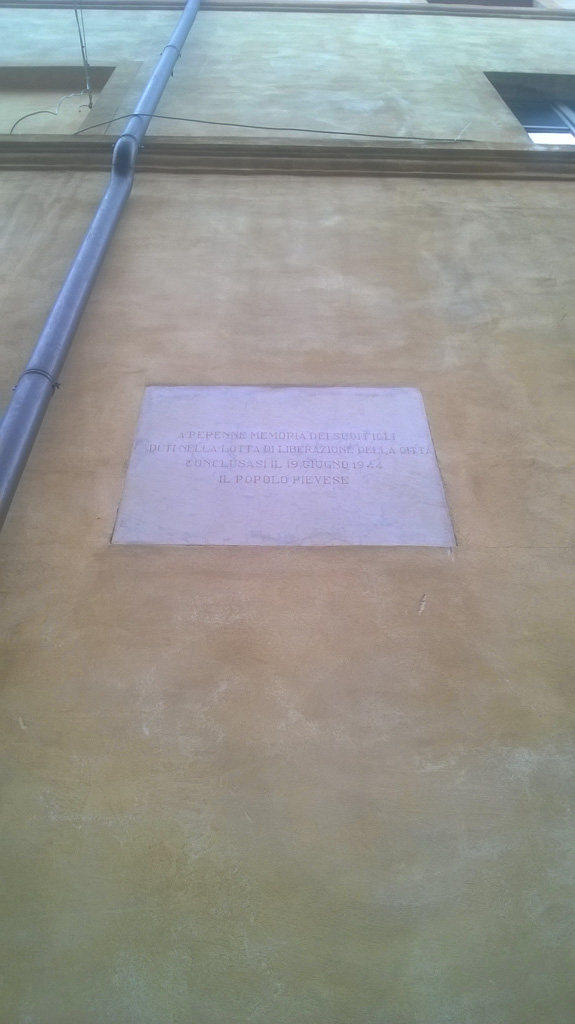 A PERENNE MEMORIA DEI SUOI FIGLI
CADUTI NELLA LOTTA DI LIBERAZIONE DELLA CITTÀ
CONCLUSASI IL 19 GIUGNO 1944
IL POPOLO PIEVESE